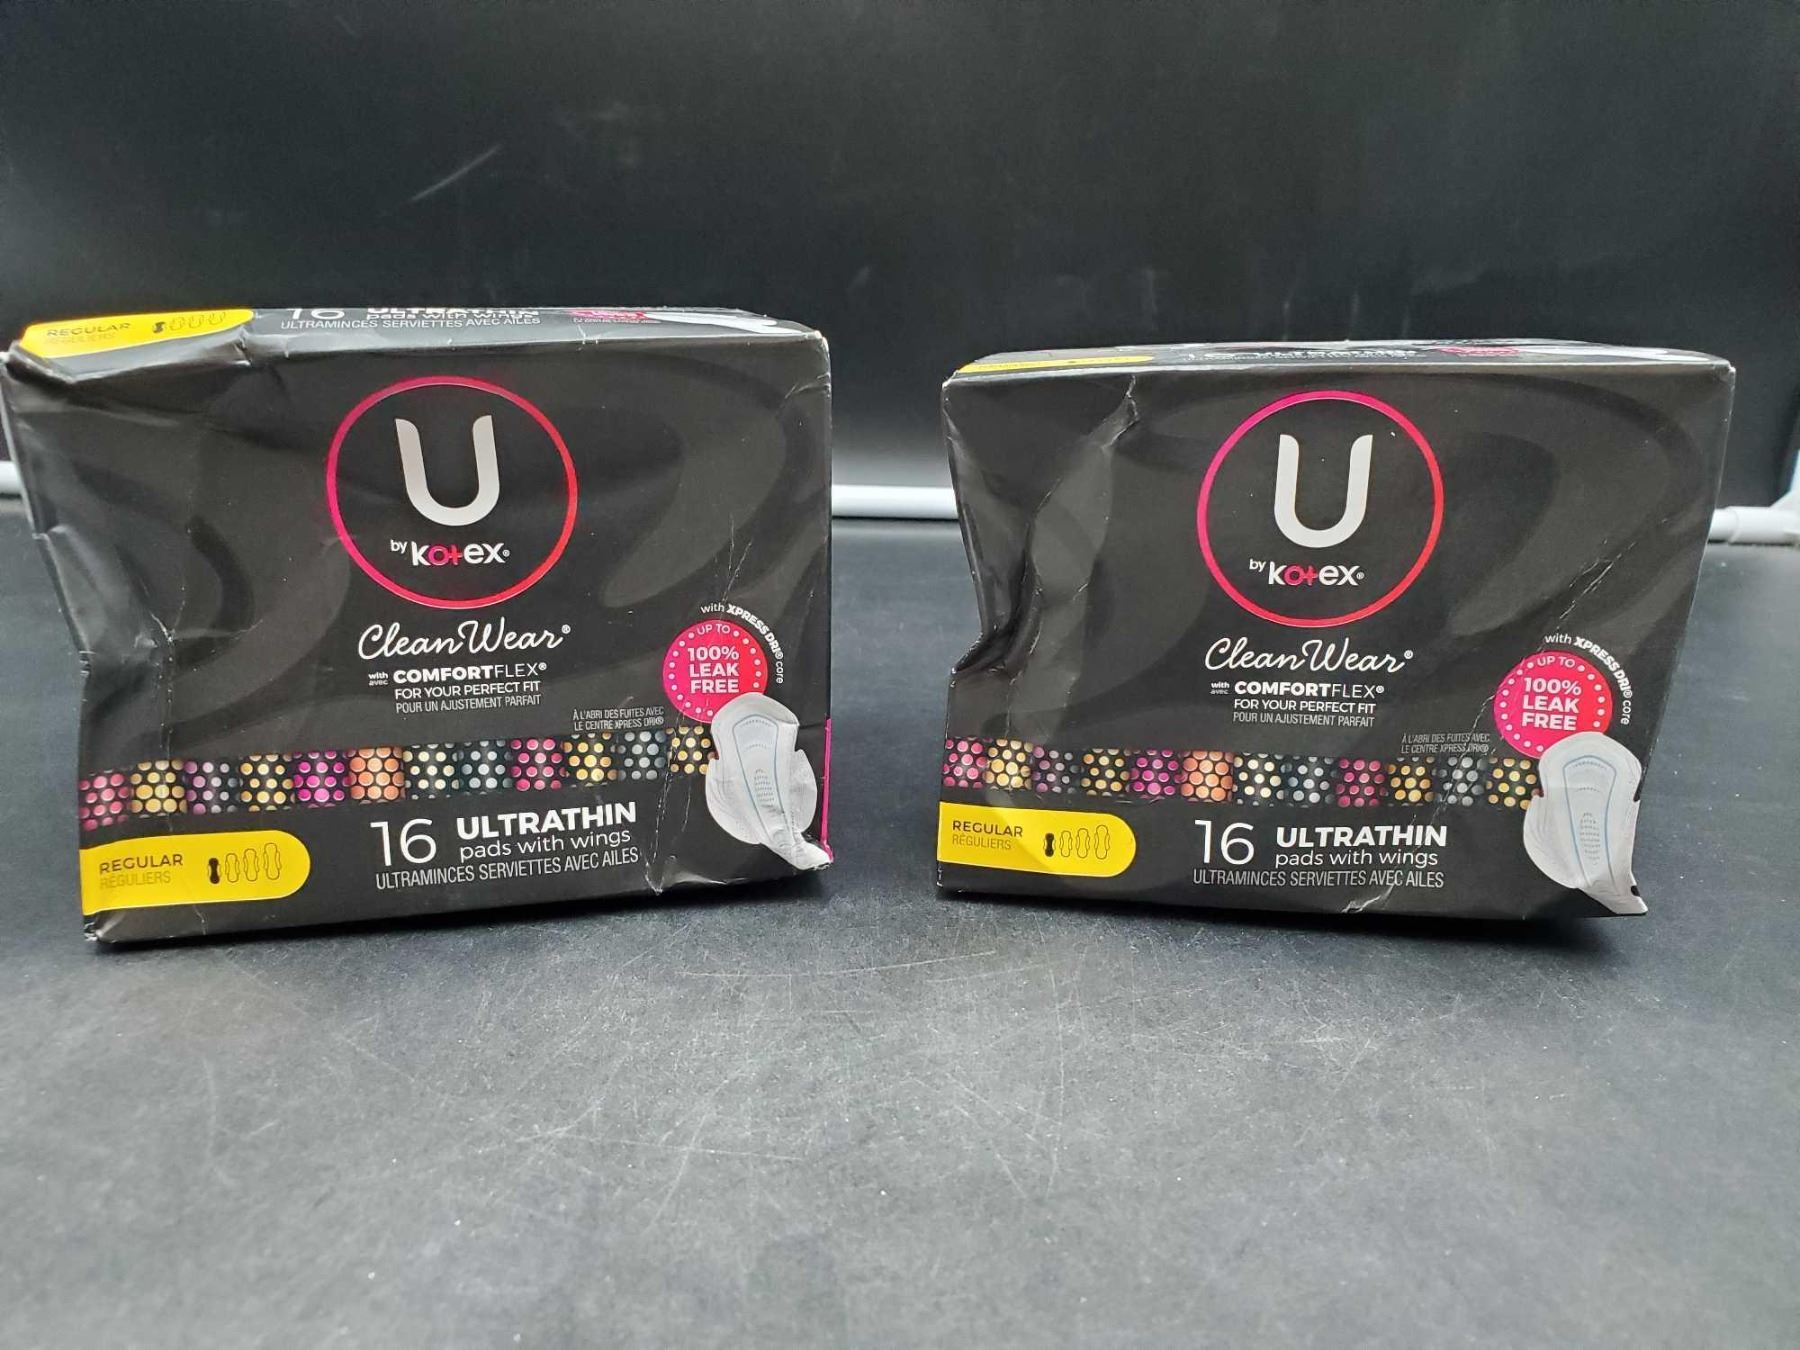 REGULAR
RÉGULIERS
16 ULTRATHIN
pads with wings
ULTRAMINCES SERVIETTES AVEC AILES
U
by kotex®
CleanWear®
with avec COMFORTFLEX®
FOR YOUR PERFECT FIT
POUR UN AJUSTEMENT PARFAIT
with XPRESS DRI® core
UP TO
100%
LEAK
FREE
À L'ABRI DES FUITES AVEC
LE CENTRE XPRESS DRI®
REGULAR
RÉGULIERS
16 ULTRATHIN
pads with wings
ULTRAMINCES SERVIETTES AVEC AILES
U
by kotex®
CleanWear®
with avec COMFORTFLEX®
FOR YOUR PERFECT FIT
POUR UN AJUSTEMENT PARFAIT
with XPRESS DRI® core
UP TO
100%
LEAK
FREE
À L'ABRI DES FUITES AVEC
LE CENTRE XPRESS DRI®
REGULAR
RÉGULIERS
16 ULTRATHIN
pads with wings
ULTRAMINCES SERVIETTES AVEC AILES